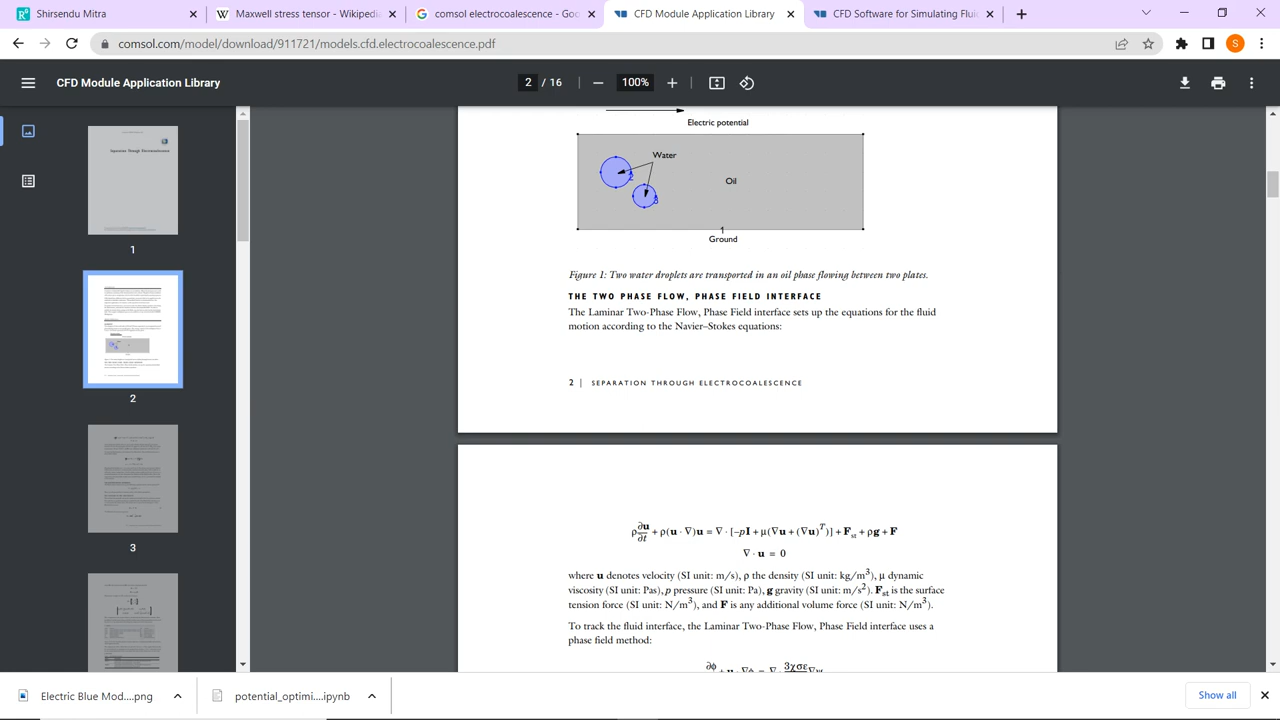 Shirsendu Mitra
Maxwell stress tensor - Wikipedia
comsol electrocoalescence - Goo
CFD Module Application Library
CFD Software for Simulating Fluid
comsol.com/model/download/911721/models.cfd.electrocoalescence.pdf
S
CFD Module Application Library
2 / 16
100%
1
2
3
Electric potential
Water
2
3
Oil
1
Ground
Figure 1: Two water droplets are transported in an oil phase flowing between two plates.
THE TWO PHASE FLOW, PHASE FIELD INTERFACE
The Laminar Two-Phase Flow, Phase Field interface sets up the equations for the fluid
motion according to the Navier–Stokes equations:
2 | SEPARATION THROUGH ELECTROCOALESCENCE
ρ∂u/∂t + ρ(u · ∇)u = ∇ · [–pI + μ(∇u + (∇u)^T)] + F_st + ρg + F
∇ · u = 0
where u denotes velocity (SI unit: m/s), ρ the density (SI unit: kg/m³), μ dynamic
viscosity (SI unit: Pas), p pressure (SI unit: Pa), g gravity (SI unit: m/s²). F_st is the surface
tension force (SI unit: N/m³), and F is any additional volume force (SI unit: N/m³).
To track the fluid interface, the Laminar Two-Phase Flow, Phase Field interface uses a
phase field method:
Electric Blue Mod....png
potential_optimi....ipynb
Show all